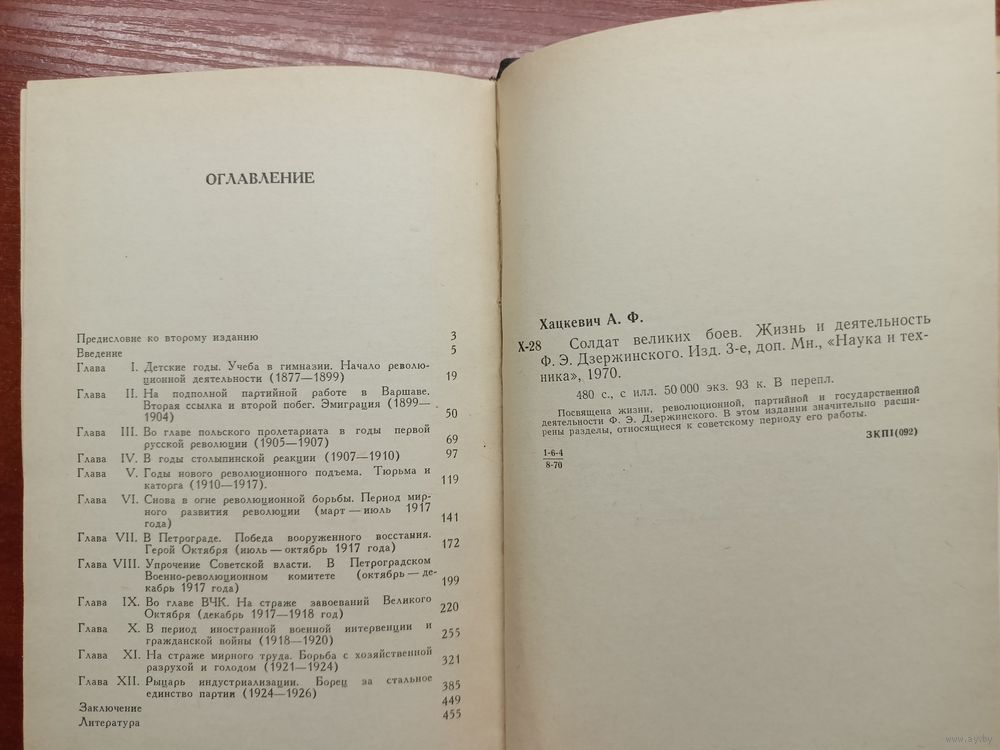 ОГЛАВЛЕНИЕ
Предисловие ко второму изданию 3
Введение 5
Глава I. Детские годы. Учеба в гимназии. Начало револю-
ционной деятельности (1877—1899) 19
Глава II. На подпольной партийной работе в Варшаве.
Вторая ссылка и второй побег. Эмиграция (1899—
1904) 50
Глава III. Во главе польского пролетариата в годы первой
русской революции (1905—1907) 69
Глава IV. В годы столыпинской реакции (1907—1910) 97
Глава V. Годы нового революционного подъема. Тюрьма и
каторга (1910—1917). 119
Глава VI. Снова в огне революционной борьбы. Период мир-
ного развития революции (март — июль 1917
года) 141
Глава VII. В Петрограде. Победа вооруженного восстания.
Герой Октября (июль — октябрь 1917 года) 172
Глава VIII. Упрочение Советской власти. В Петроградском
Военно-революционном комитете (октябрь — де-
кабрь 1917 года) 199
Глава IX. Во главе ВЧК. На страже завоеваний Великого
Октября (декабрь 1917—1918 год) 220
Глава X. В период иностранной военной интервенции и
гражданской войны (1918—1920) 255
Глава XI. На страже мирного труда. Борьба с хозяйственной
разрухой и голодом (1921—1924) 321
Глава XII. Рыцарь индустриализации. Борец за стальное
единство партии (1924—1926) 385
Заключение 449
Литература 455
Хацкевич А. Ф.
Х-28 Солдат великих боев. Жизнь и деятельность
Ф. Э. Дзержинского. Изд. 3-е, доп. Мн., «Наука и тех-
ника», 1970.
480 с., с илл. 50 000 экз. 93 к. В перепл.
Посвящена жизни, революционной, партийной и государственной
деятельности Ф. Э. Дзержинского. В этом издании значительно расши-
рены разделы, относящиеся к советскому периоду его работы.
1-6-4
8-70
ЗКП1(092)
www.ay.by